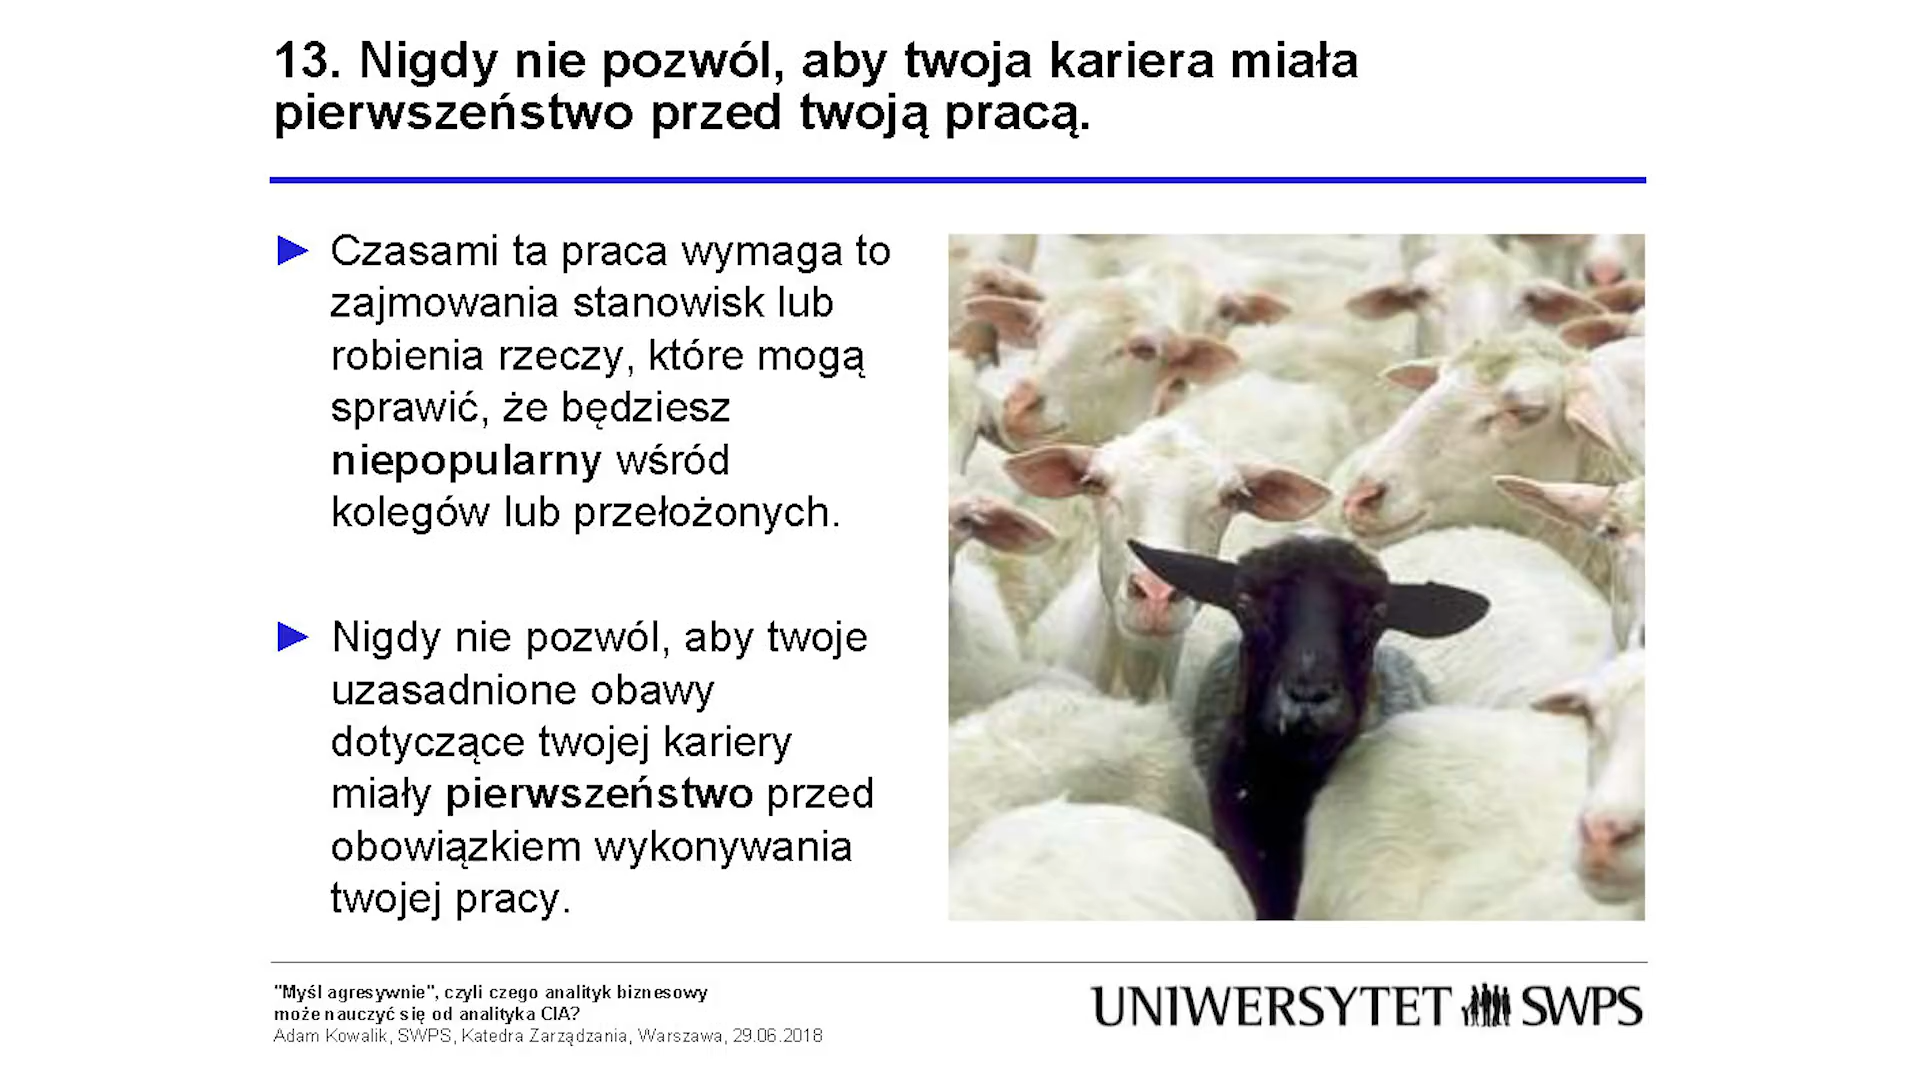 13. Nigdy nie pozwól, aby twoja kariera miała
pierwszeństwo przed twoją pracą.
► Czasami ta praca wymaga to
zajmowania stanowisk lub
robienia rzeczy, które mogą
sprawić, że będziesz
niepopularny wśród
kolegów lub przełożonych.
► Nigdy nie pozwól, aby twoje
uzasadnione obawy
dotyczące twojej kariery
miały pierwszeństwo przed
obowiązkiem wykonywania
twojej pracy.
"Myśl agresywnie", czyli czego analityk biznesowy
może nauczyć się od analityka CIA?
Adam Kowalik, SWPS, Katedra Zarządzania, Warszawa, 29.06.2018
UNIWERSYTET SWPS